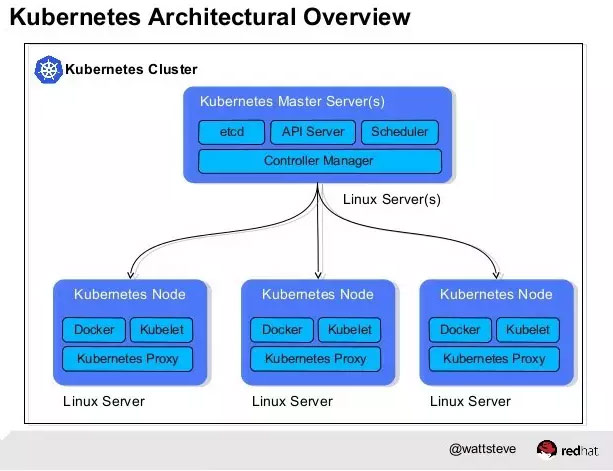 Kubernetes Architectural Overview
Kubernetes Cluster
Kubernetes Master Server(s)
etcd API Server Scheduler
Controller Manager
Linux Server(s)
Kubernetes Node Kubernetes Node Kubernetes Node
Docker Kubelet Docker Kubelet Docker Kubelet
Kubernetes Proxy Kubernetes Proxy Kubernetes Proxy
Linux Server Linux Server Linux Server
@wattsteve redhat